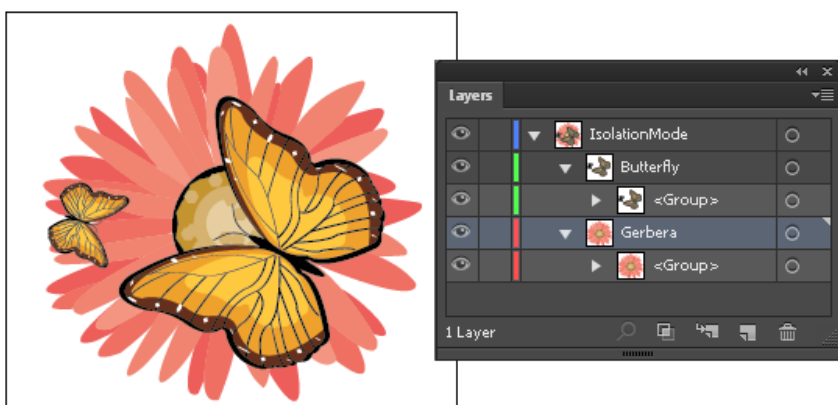 Layers
IsolationMode
Butterfly
<Group>
Gerbera
<Group>
1 Layer